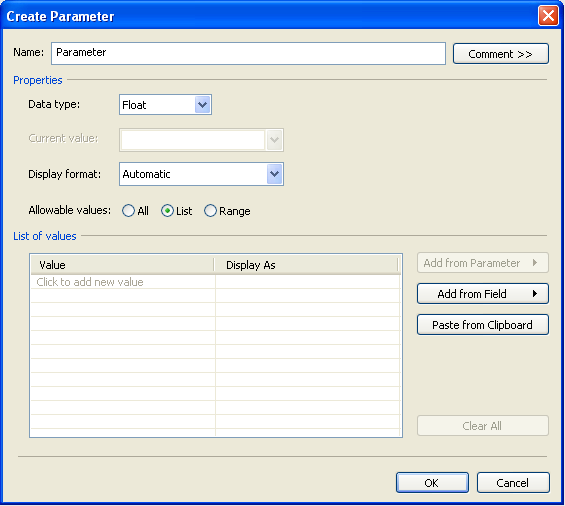 Create Parameter
Name: Parameter Comment >>
Properties
Data type: Float
Current value:
Display format: Automatic
Allowable values: All List Range
List of values
Value Display As
Click to add new value
Add from Parameter
Add from Field
Paste from Clipboard
Clear All
OK Cancel